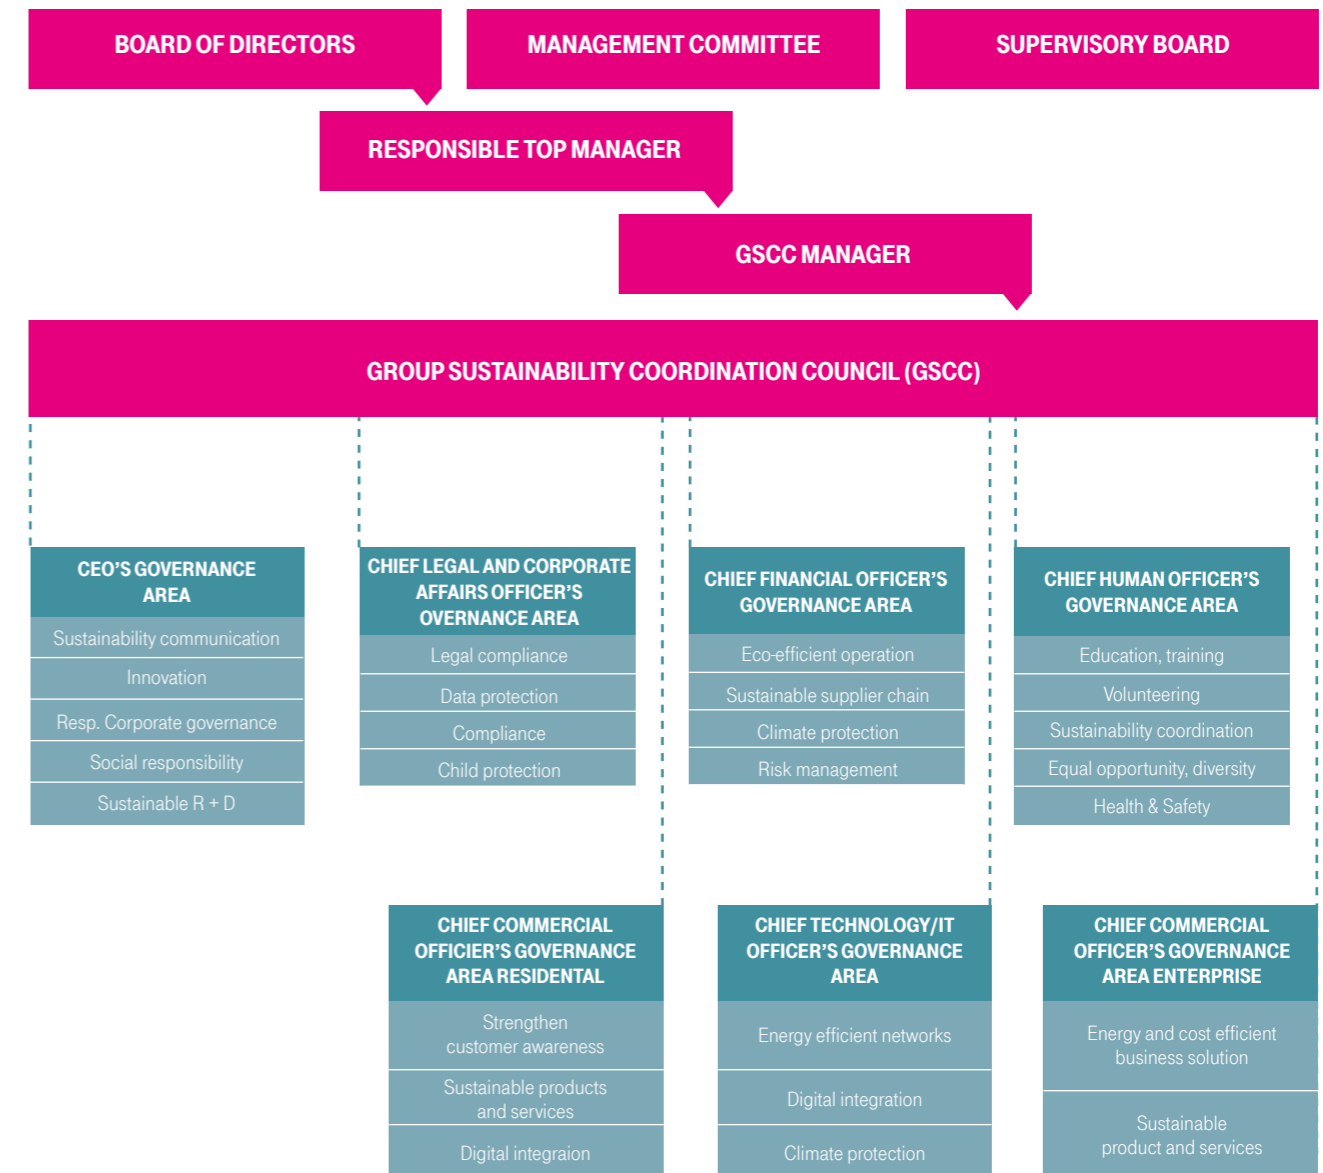 BOARD OF DIRECTORS
MANAGEMENT COMMITTEE
SUPERVISORY BOARD
RESPONSIBLE TOP MANAGER
GSCC MANAGER
GROUP SUSTAINABILITY COORDINATION COUNCIL (GSCC)
CEO'S GOVERNANCE
AREA
Sustainability communication
Innovation
Resp. Corporate governance
Social responsibility
Sustainable R + D
CHIEF LEGAL AND CORPORATE
AFFAIRS OFFICER'S
OVERNANCE AREA
Legal compliance
Data protection
Compliance
Child protection
CHIEF FINANCIAL OFFICER'S
GOVERNANCE AREA
Eco-efficient operation
Sustainable supplier chain
Climate protection
Risk management
CHIEF HUMAN OFFICER'S
GOVERNANCE AREA
Education, training
Volunteering
Sustainability coordination
Equal opportunity, diversity
Health & Safety
CHIEF COMMERCIAL
OFFICIER'S GOVERNANCE
AREA RESIDENTAL
Strengthen
customer awareness
Sustainable products
and services
Digital integraion
CHIEF TECHNOLOGY/IT
OFFICER'S GOVERNANCE
AREA
Energy efficient networks
Digital integration
Climate protection
CHIEF COMMERCIAL
OFFICER'S GOVERNANCE
AREA ENTERPRISE
Energy and cost efficient
business solution
Sustainable
product and services